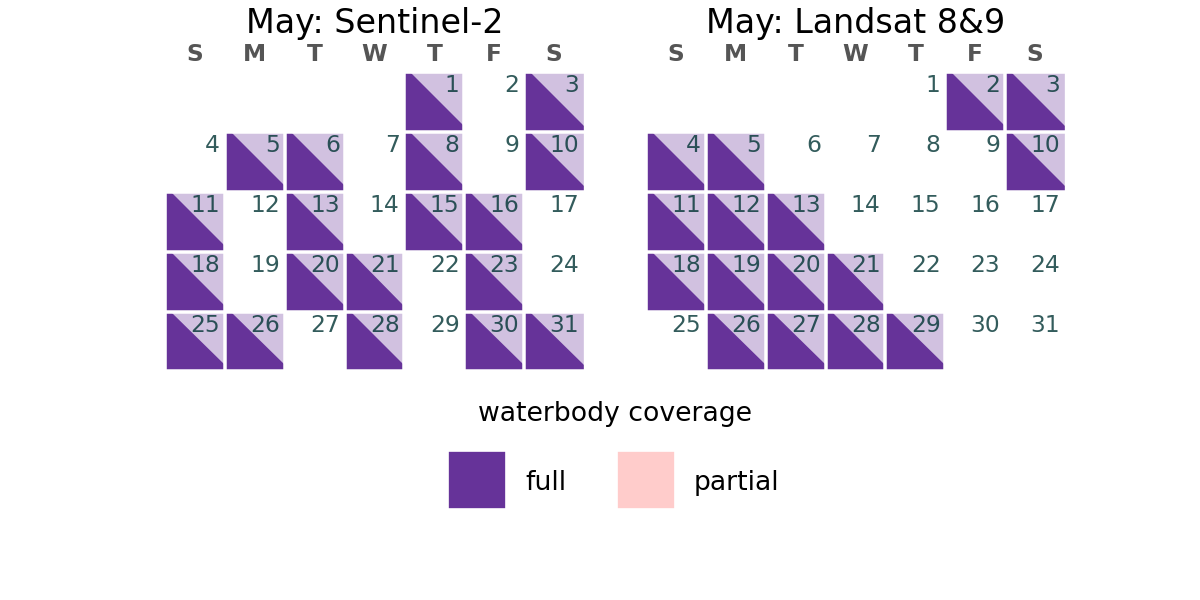 May: Sentinel-2
S M T W T F S
1 2 3
4 5 6 7 8 9 10
11 12 13 14 15 16 17
18 19 20 21 22 23 24
25 26 27 28 29 30 31
May: Landsat 8&9
S M T W T F S
1 2 3
4 5 6 7 8 9 10
11 12 13 14 15 16 17
18 19 20 21 22 23 24
25 26 27 28 29 30 31
waterbody coverage
full
partial